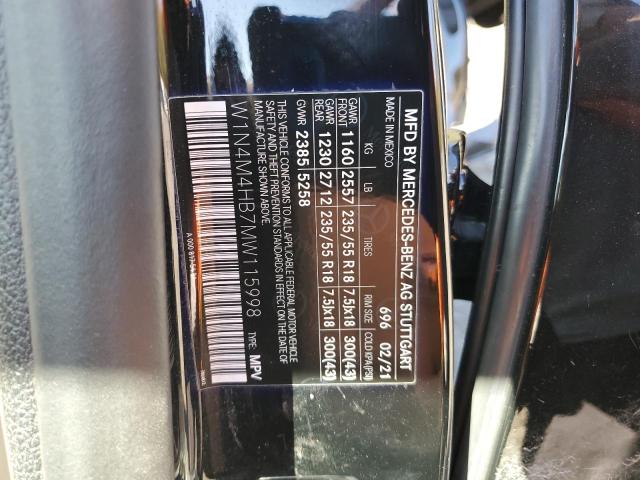 MFD BY MERCEDES-BENZ AG STUTTGART
MADE IN MEXICO 696 02/21
KG LB TIRES RIM SIZE COLD KPA(PSI)
GAWR FRONT 1160 2557 235/55 R18 7.5Jx18 300(43)
GAWR REAR 1230 2712 235/55 R18 7.5Jx18 300(43)
GVWR 2385 5258
THIS VEHICLE CONFORMS TO ALL APPLICABLE FEDERAL MOTOR VEHICLE
SAFETY AND THEFT PREVENTION STANDARDS IN EFFECT ON THE DATE OF
MANUFACTURE SHOWN ABOVE.
W1N4M4HB7MW115998 TYPE: MPV
A 000